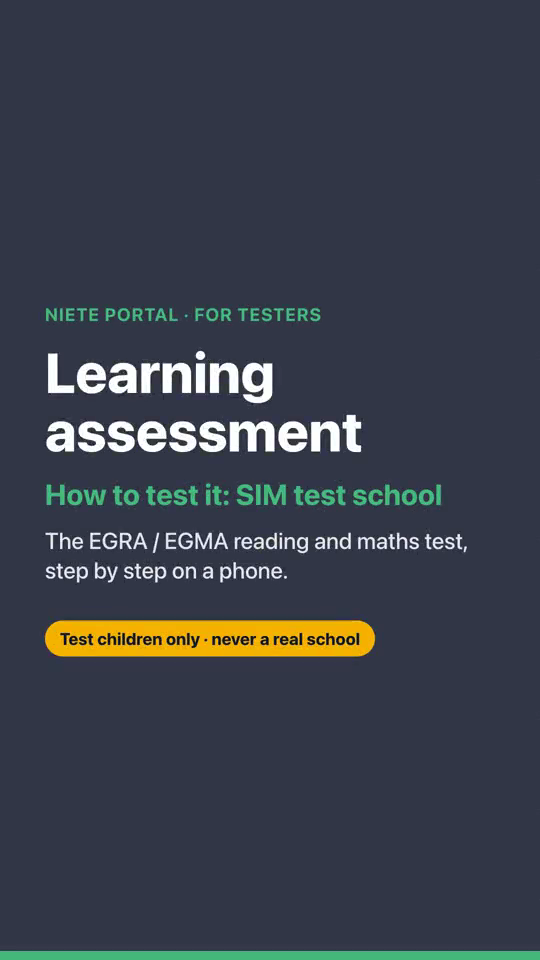 NIETE PORTAL · FOR TESTERS
Learning
assessment
How to test it: SIM test school
The EGRA / EGMA reading and maths test,
step by step on a phone.
Test children only · never a real school